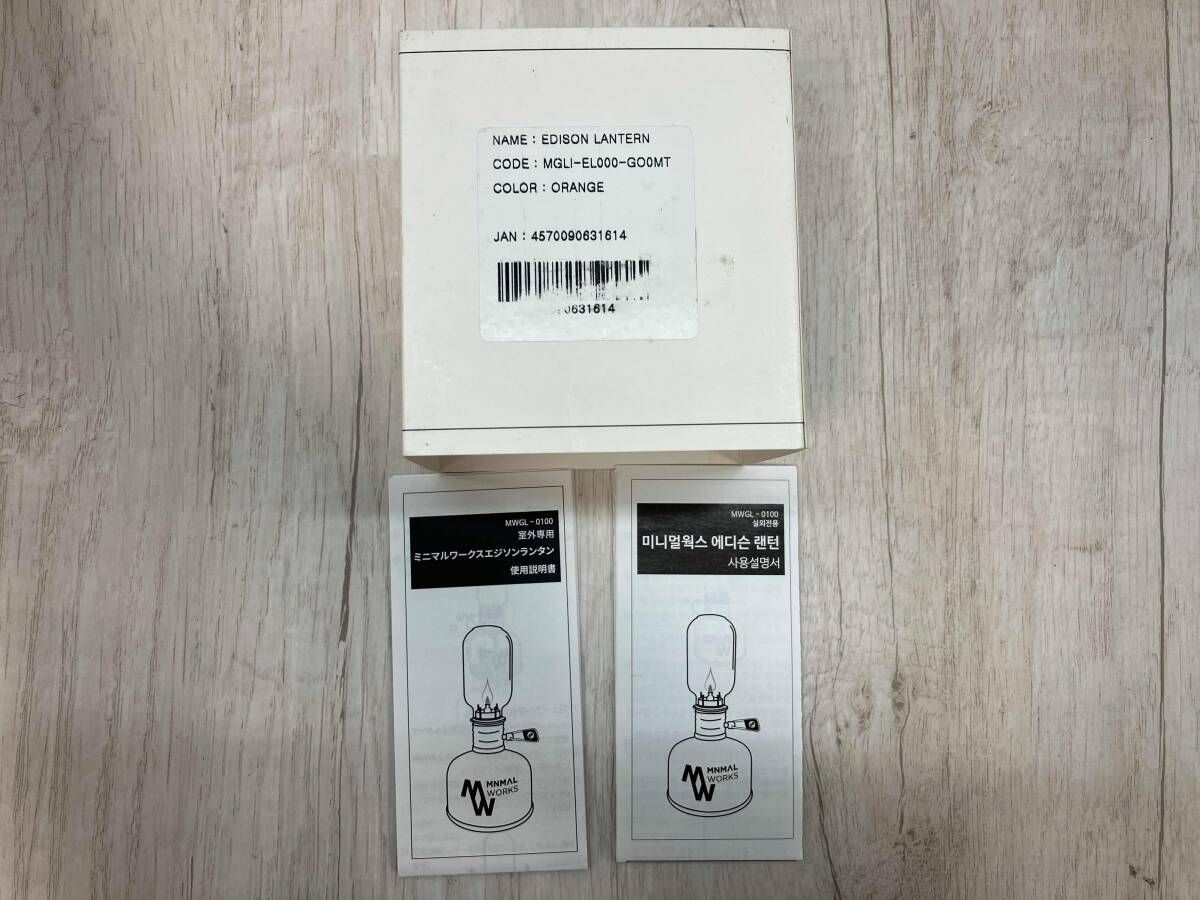 NAME : EDISON LANTERN
CODE : MGLI-EL000-GO0MT
COLOR : ORANGE
JAN : 4570090631614
0631614
MWGL-0100
室外専用
ミニマルワークスエジソンランタン
使用説明書
MNMAL
WORKS
MWGL-0100
실외전용
미니멀웍스 에디슨 랜턴
사용설명서
MNMAL
WORKS